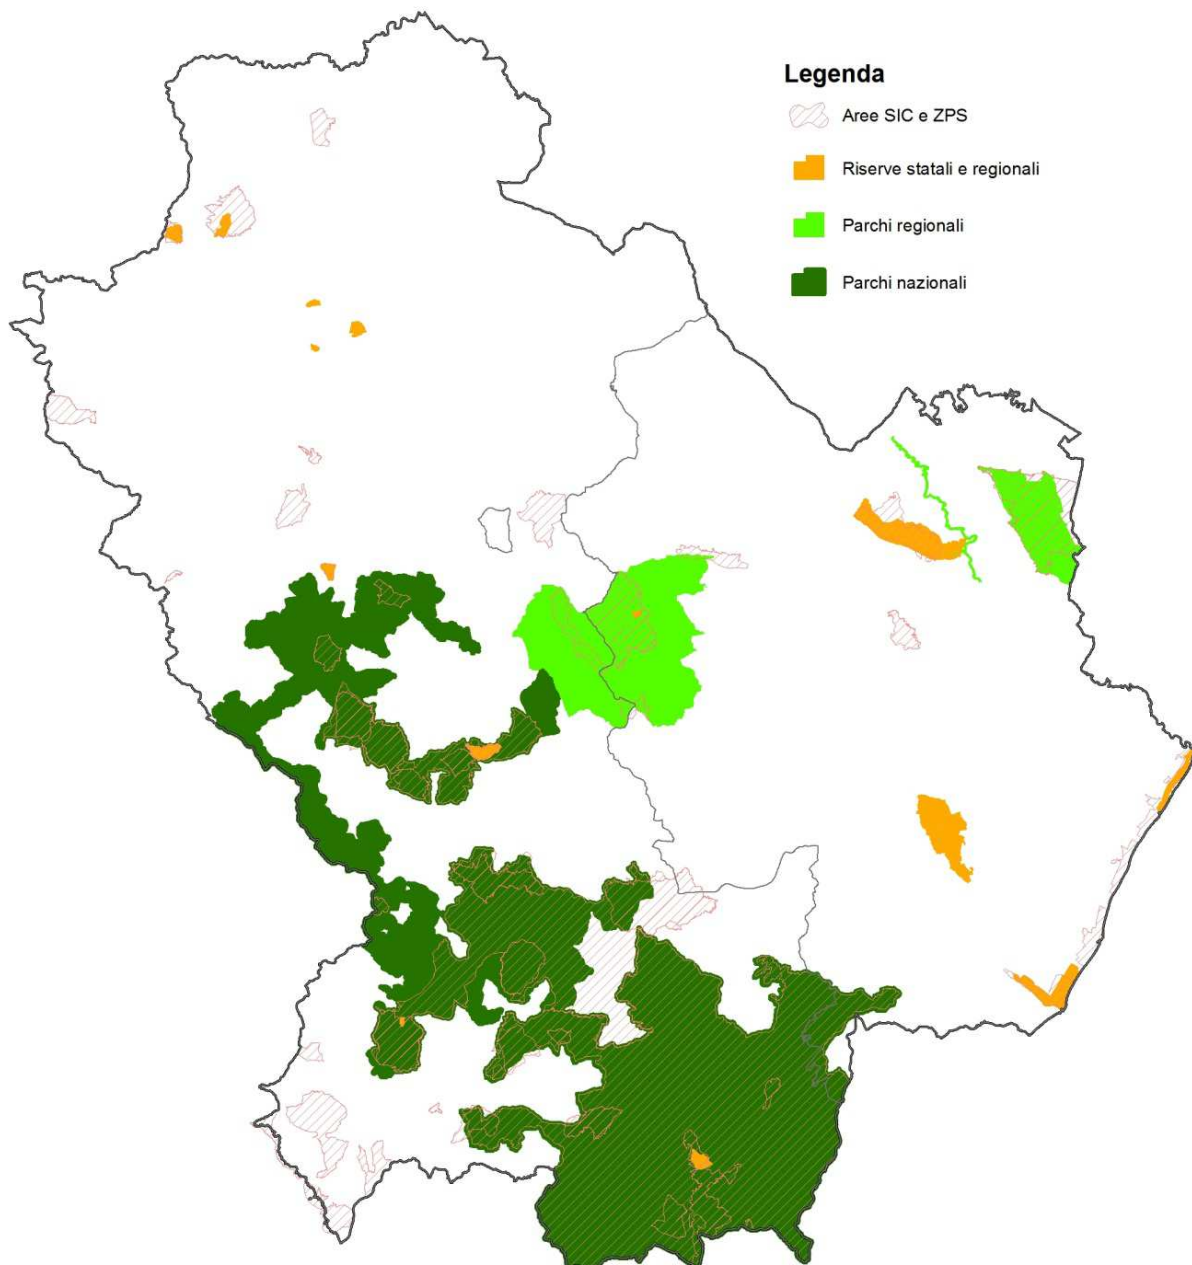 Legenda
Aree SIC e ZPS
Riserve statali e regionali
Parchi regionali
Parchi nazionali